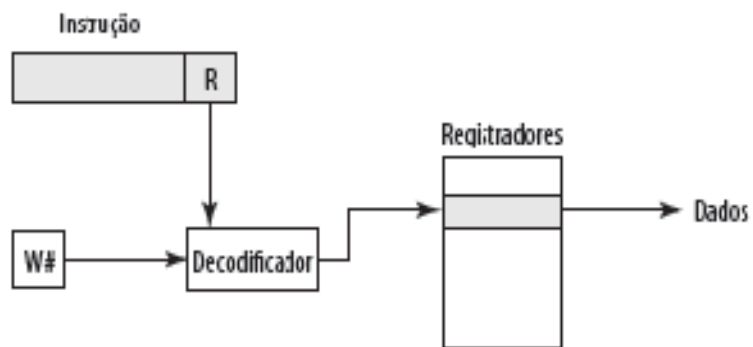 Instrução
R
Registradores
Dados
W#
Decodificador